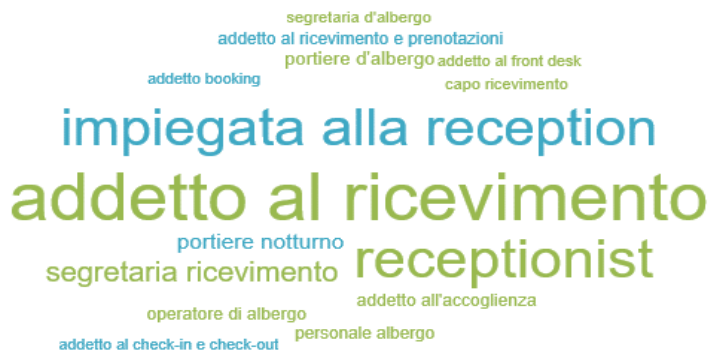 segretaria d'albergo
addetto al ricevimento e prenotazioni
portiere d'albergo addetto al front desk
addetto booking
capo ricevimento
impiegata alla reception
addetto al ricevimento
portiere notturno
receptionist
segretaria ricevimento
addetto all'accoglienza
operatore di albergo
personale albergo
addetto al check-in e check-out